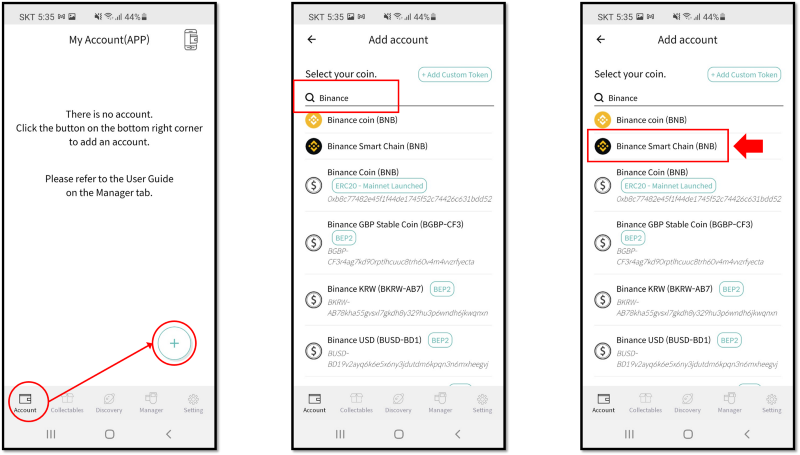 SKT 5:35 44%
My Account(APP)
There is no account.
Click the button on the bottom right corner
to add an account.
Please refer to the User Guide
on the Manager tab.
+
Account Collectables Discovery Manager Setting
SKT 5:35 44%
Add account
Select your coin.
+ Add Custom Token
Binance
Binance coin (BNB)
Binance Smart Chain (BNB)
Binance Coin (BNB)
ERC20 - Mainnet Launched
0xb8c77482e45f1f44de1745f52c74426c631bdd52
Binance GBP Stable Coin (BGBP-CF3)
BEP2
BGBP-
CF3r4ag7kd90rptlhcuuc8trh60v4m4vvzrfyecta
Binance KRW (BKRW-AB7) BEP2
BKRW-
AB78kha55gvsxl7gkdh8y329hu3p6wndh6jkwqnxn
Binance USD (BUSD-BD1) BEP2
BUSD-
BD19v2ayq6k6e5x6ny3jdutdm6kpqn3n6mxheegvj
Account Collectables Discovery Manager Setting
SKT 5:35 44%
Add account
Select your coin.
+ Add Custom Token
Binance
Binance coin (BNB)
Binance Smart Chain (BNB)
Binance Coin (BNB)
ERC20 - Mainnet Launched
0xb8c77482e45f1f44de1745f52c74426c631bdd52
Binance GBP Stable Coin (BGBP-CF3)
BEP2
BGBP-
CF3r4ag7kd90rptlhcuuc8trh60v4m4vvzrfyecta
Binance KRW (BKRW-AB7) BEP2
BKRW-
AB78kha55gvsxl7gkdh8y329hu3p6wndh6jkwqnxn
Binance USD (BUSD-BD1) BEP2
BUSD-
BD19v2ayq6k6e5x6ny3jdutdm6kpqn3n6mxheegvj
Account Collectables Discovery Manager Setting